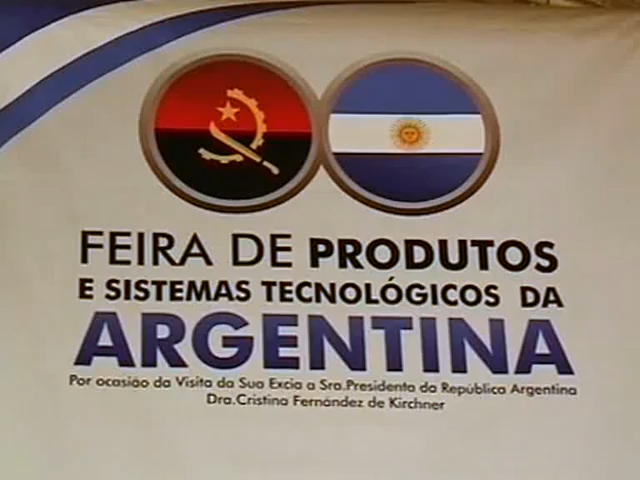 FEIRA DE PRODUTOS
E SISTEMAS TECNOLÓGICOS DA
ARGENTINA
Por ocasião da Visita da Sua Excia a Sra.Presidenta da República Argentina
Dra.Cristina Fernández de Kirchner